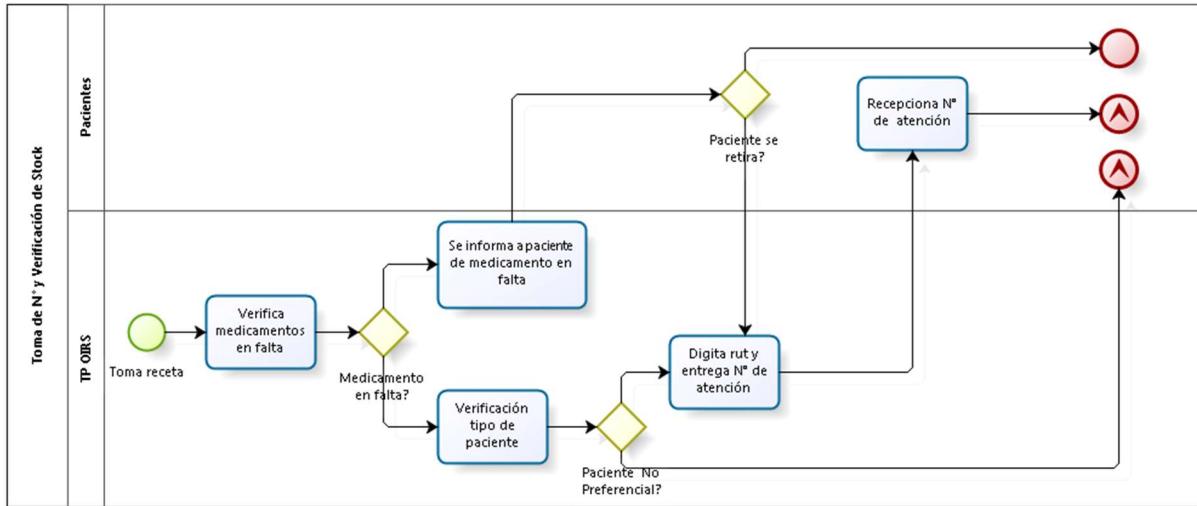 Toma de N° y Verificación de Stock
Pacientes
Paciente se
retira?
Recepciona N°
de atención
TP OIRS
Toma receta
Verifica
medicamentos
en falta
Medicamento
en falta?
Se informa a paciente
de medicamento en
falta
Verificación
tipo de
paciente
Paciente No
Preferencial?
Digita rut y
entrega N° de
atención